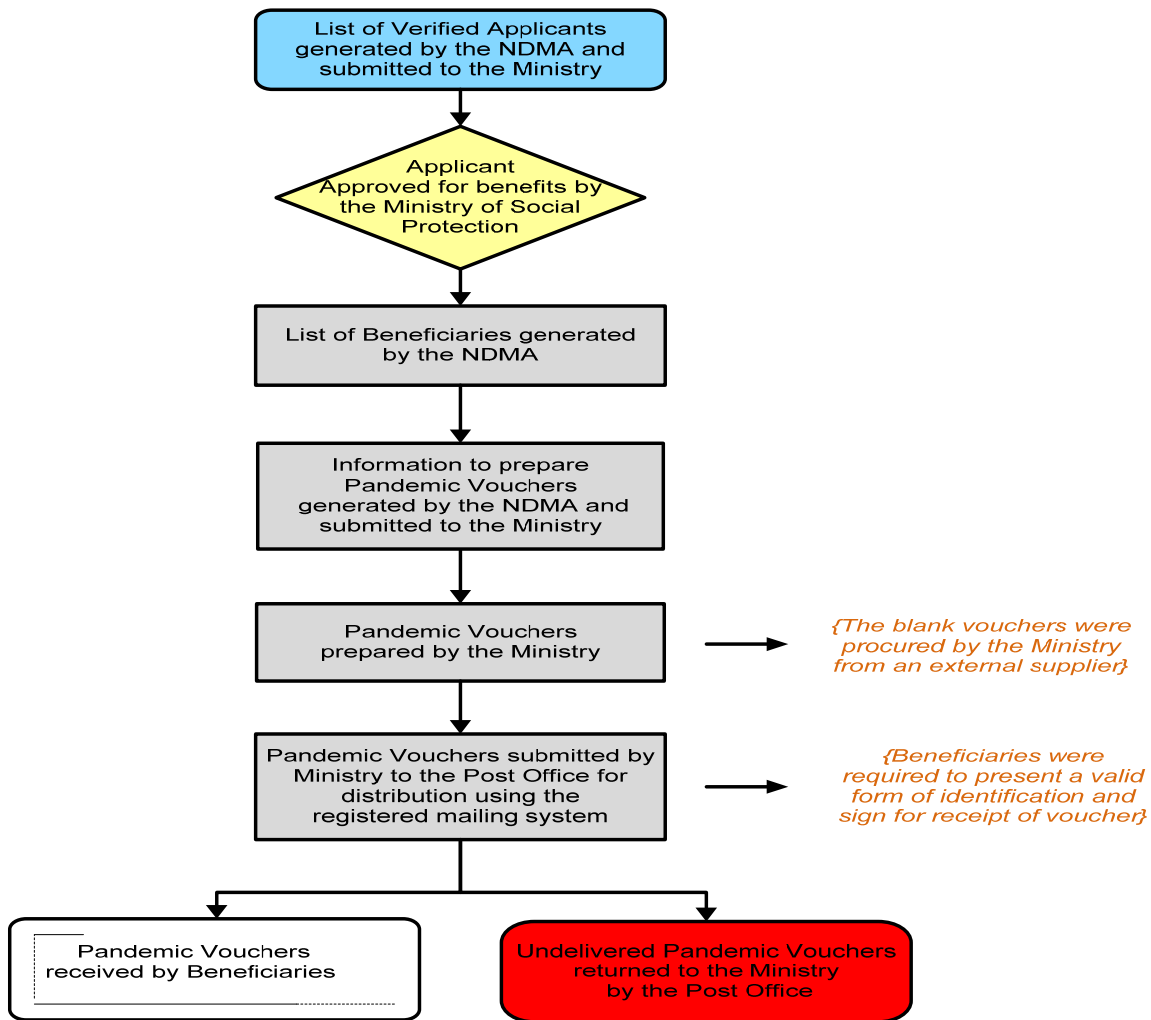 List of Verified Applicants
generated by the NDMA and
submitted to the Ministry
Applicant
Approved for benefits by
the Ministry of Social
Protection
List of Beneficiaries generated
by the NDMA
Information to prepare
Pandemic Vouchers
generated by the NDMA and
submitted to the Ministry
Pandemic Vouchers
prepared by the Ministry
{The blank vouchers were
procured by the Ministry
from an external supplier}
Pandemic Vouchers submitted by
Ministry to the Post Office for
distribution using the
registered mailing system
{Beneficiaries were
required to present a valid
form of identification and
sign for receipt of voucher}
Pandemic Vouchers
received by Beneficiaries
Undelivered Pandemic Vouchers
returned to the Ministry
by the Post Office